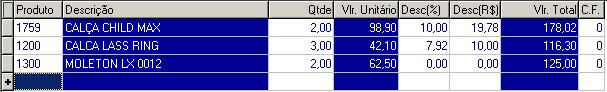 Produto Descrição Qtde Vlr. Unitário Desc(%) Desc(R$) Vlr. Total C.F.
1759 CALÇA CHILD MAX 2,00 98,90 10,00 19,78 178,02 0
1200 CALCA LASS RING 3,00 42,10 7,92 10,00 116,30 0
1300 MOLETON LX 0012 2,00 62,50 0,00 0,00 125,00 0